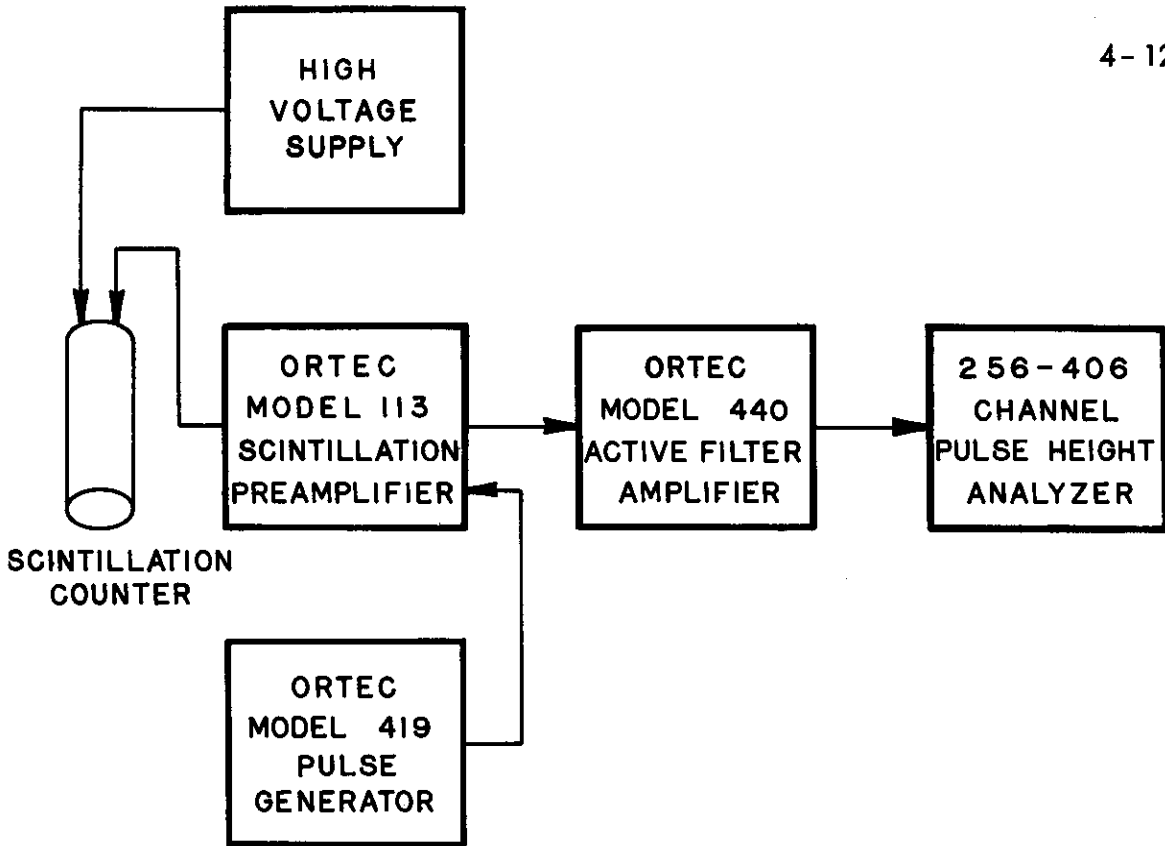 4-12
HIGH
VOLTAGE
SUPPLY
ORTEC
MODEL 113
SCINTILLATION
PREAMPLIFIER
ORTEC
MODEL 440
ACTIVE FILTER
AMPLIFIER
256-406
CHANNEL
PULSE HEIGHT
ANALYZER
SCINTILLATION
COUNTER
ORTEC
MODEL 419
PULSE
GENERATOR